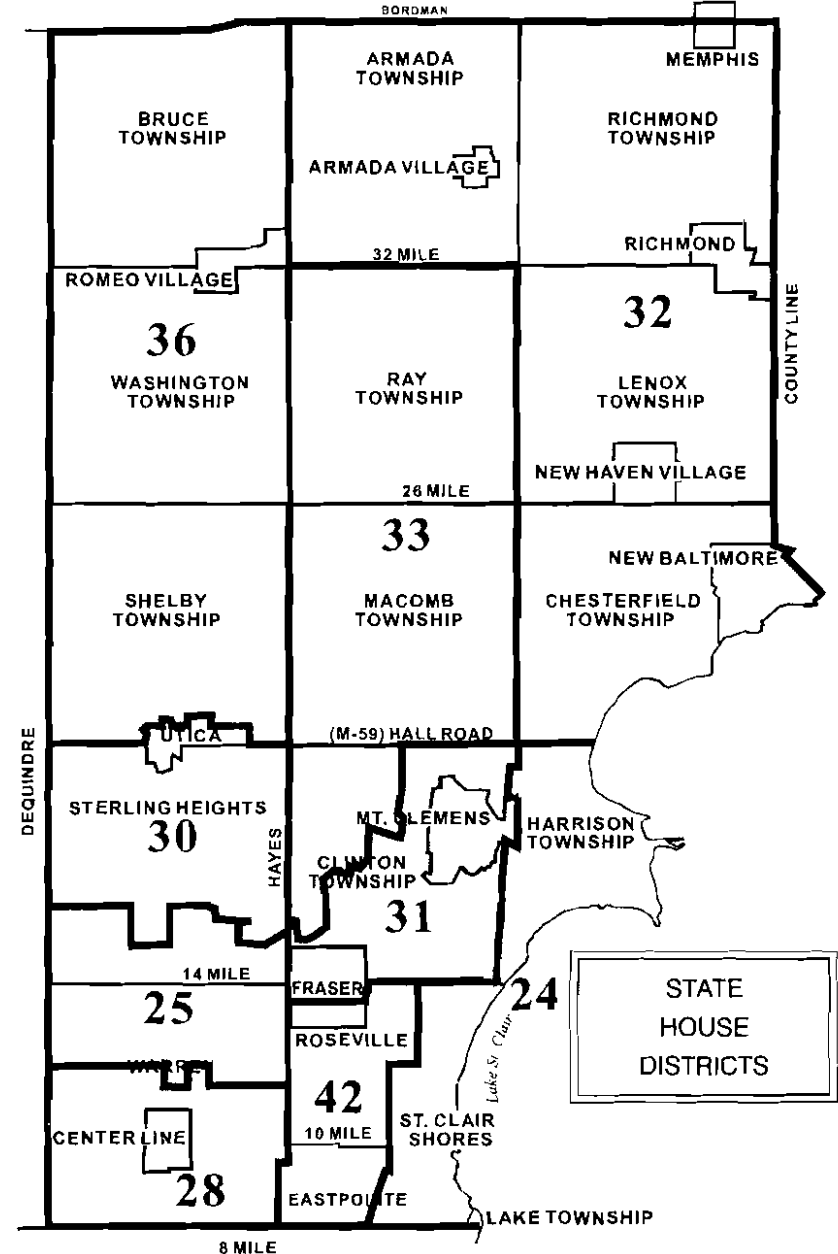 BORDMAN
ARMADA
TOWNSHIP
MEMPHIS
BRUCE
TOWNSHIP
RICHMOND
TOWNSHIP
ARMADA VILLAGE
RICHMOND
32 MILE
ROMEO VILLAGE
36
32
COUNTY LINE
WASHINGTON
TOWNSHIP
RAY
TOWNSHIP
LENOX
TOWNSHIP
NEW HAVEN VILLAGE
26 MILE
33
NEW BALTIMORE
SHELBY
TOWNSHIP
MACOMB
TOWNSHIP
CHESTERFIELD
TOWNSHIP
UTICA
(M-59) HALL ROAD
DEQUINDRE
STERLING HEIGHTS
30
HAYES
MT. CLEMENS
HARRISON
TOWNSHIP
CLINTON
TOWNSHIP
31
14 MILE
FRASER
24
25
STATE
HOUSE
DISTRICTS
Lake St. Clair
ROSEVILLE
WARREN
42
ST. CLAIR
SHORES
10 MILE
CENTER LINE
28
EASTPOINTE
LAKE TOWNSHIP
8 MILE